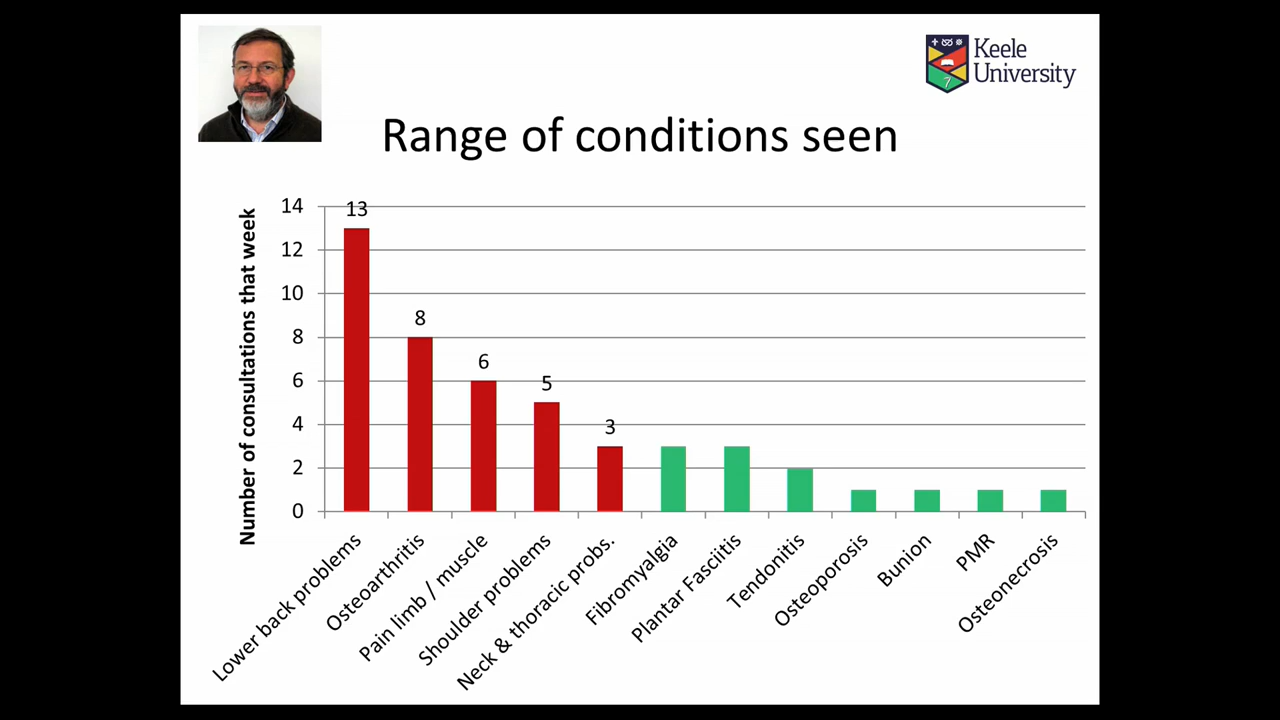 Keele
University
Range of conditions seen
Number of consultations that week
14
12
10
8
6
4
2
0
13
8
6
5
3
Lower back problems
Osteoarthritis
Pain limb / muscle
Shoulder problems
Neck & thoracic probs.
Fibromyalgia
Plantar Fasciitis
Tendonitis
Osteoporosis
Bunion
PMR
Osteonecrosis